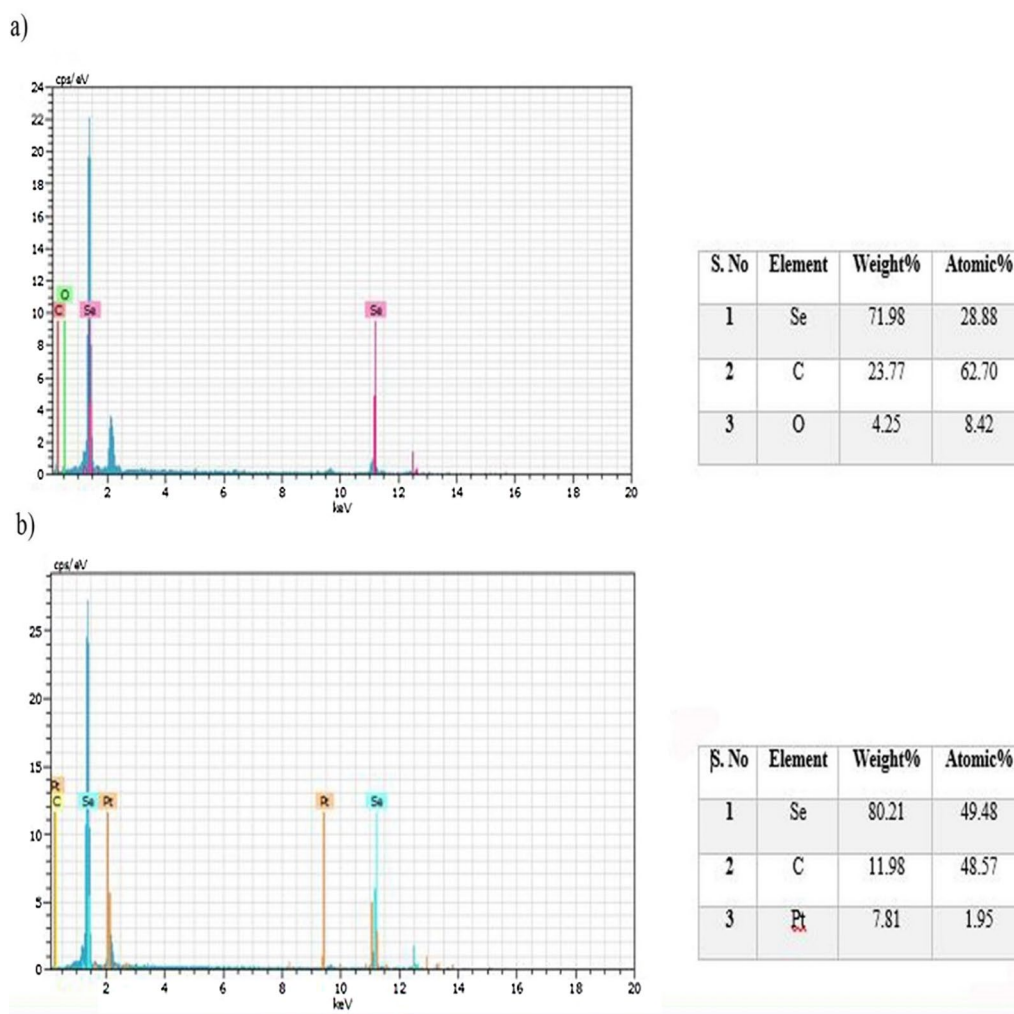 a)
cps/eV
24
22
20
18
16
14
12
10
8
6
4
2
0
O
C Se Se
2 4 6 8 10 12 14 16 18 20
keV
S. No Element Weight% Atomic%
1 Se 71.98 28.88
2 C 23.77 62.70
3 O 4.25 8.42
b)
cps/eV
25
20
15
10
5
0
Pt
C Se Pt Pt Se
2 4 6 8 10 12 14 16 18 20
keV
S. No Element Weight% Atomic%
1 Se 80.21 49.48
2 C 11.98 48.57
3 Pt 7.81 1.95